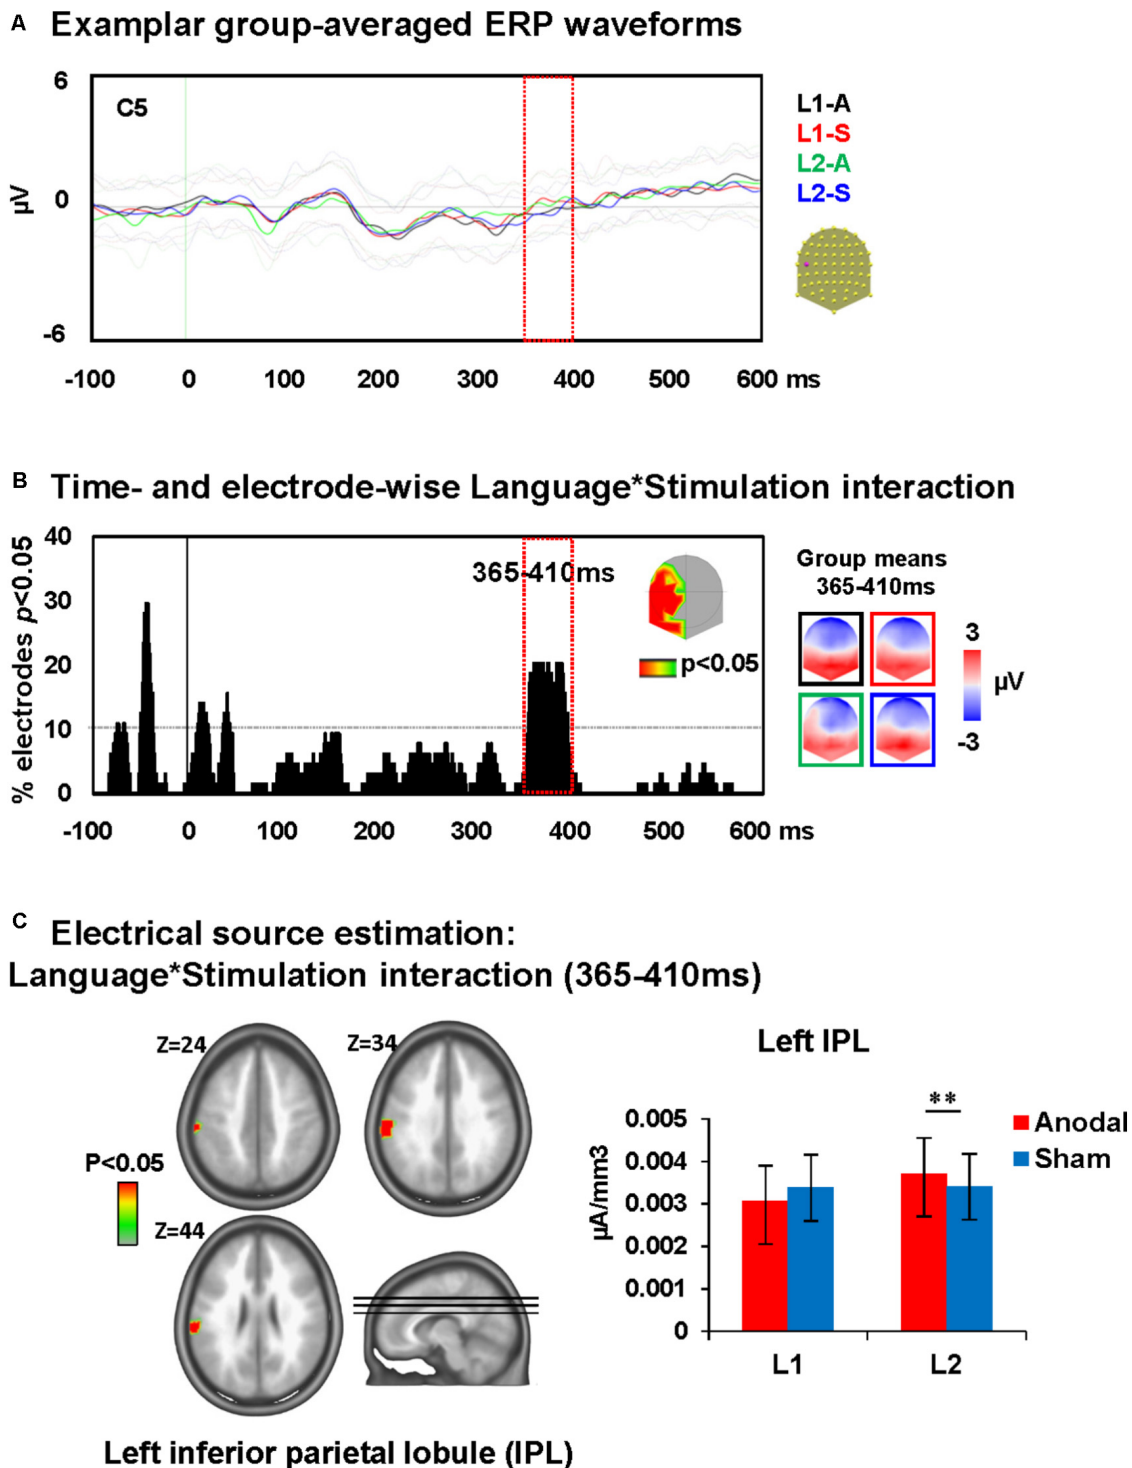 A Examplar group-averaged ERP waveforms
6
C5
µV
0
-6
-100 0 100 200 300 400 500 600 ms
L1-A
L1-S
L2-A
L2-S
B Time- and electrode-wise Language*Stimulation interaction
% electrodes p<0.05
40
30
20
10
0
365-410ms
p<0.05
-100 0 100 200 300 400 500 600 ms
Group means
365-410ms
3
µV
-3
C Electrical source estimation:
Language*Stimulation interaction (365-410ms)
Z=24
Z=34
P<0.05
Z=44
Left inferior parietal lobule (IPL)
Left IPL
**
µA/mm3
0.005
0.004
0.003
0.002
0.001
0
L1 L2
Anodal
Sham